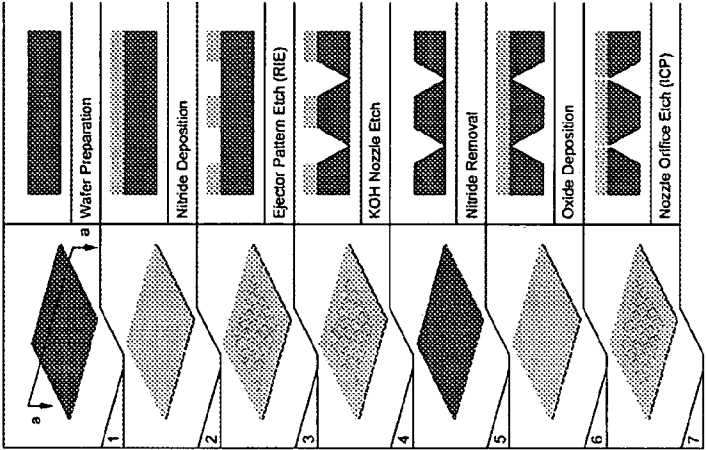 a
a
1
Wafer Preparation
2
Nitride Deposition
3
Ejector Pattern Etch (RIE)
4
KOH Nozzle Etch
5
Nitride Removal
6
Oxide Deposition
7
Nozzle Orifice Etch (ICP)